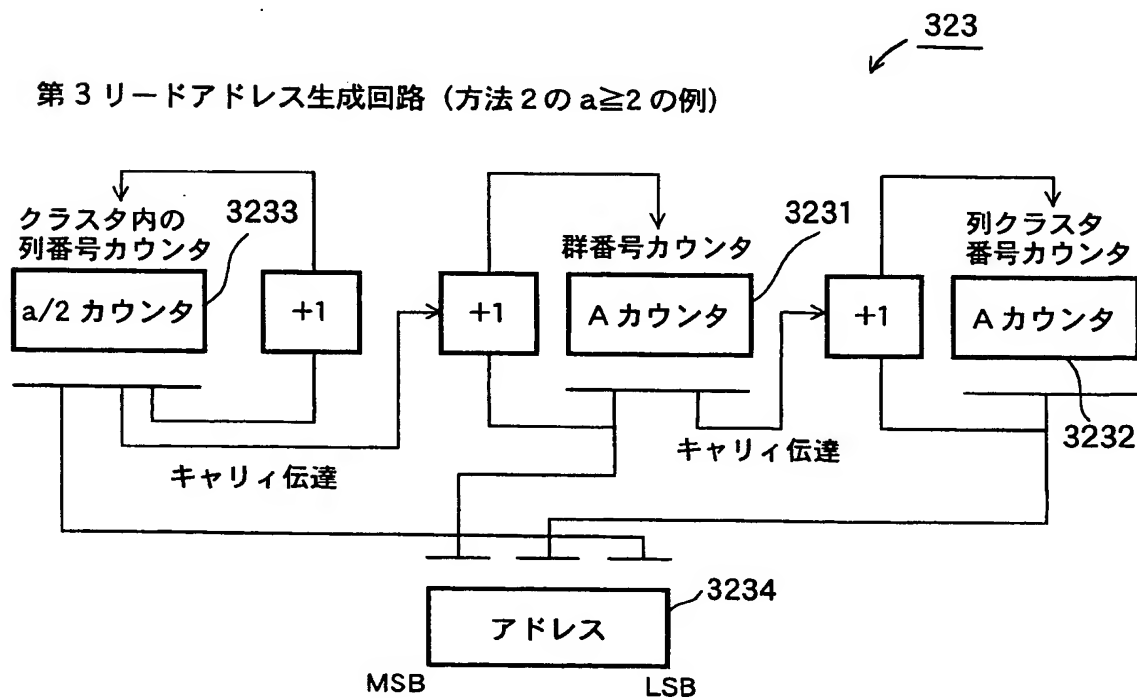 323
第3リードアドレス生成回路（方法2のa≧2の例）
クラスタ内の
列番号カウンタ
3233
a/2 カウンタ
+1
+1
群番号カウンタ
3231
A カウンタ
+1
列クラスタ
番号カウンタ
A カウンタ
3232
キャリィ伝達
キャリィ伝達
アドレス
3234
MSB
LSB